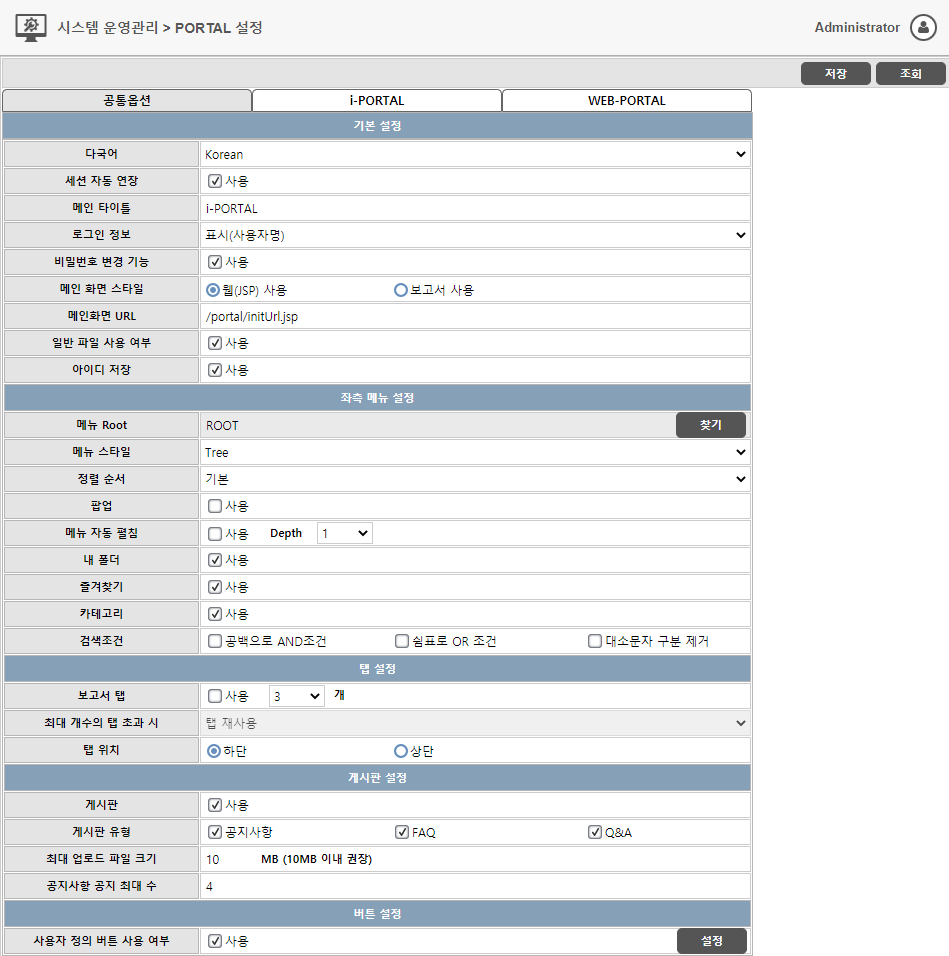 시스템 운영관리 > PORTAL 설정
Administrator
저장 조회
공통옵션 i-PORTAL WEB-PORTAL
기본 설정
다국어 Korean
세션 자동 연장 사용
메인 타이틀 i-PORTAL
로그인 정보 표시(사용자명)
비밀번호 변경 기능 사용
메인 화면 스타일 웹(JSP) 사용 보고서 사용
메인화면 URL /portal/initUrl.jsp
일반 파일 사용 여부 사용
아이디 저장 사용
좌측 메뉴 설정
메뉴 Root ROOT 찾기
메뉴 스타일 Tree
정렬 순서 기본
팝업 사용
메뉴 자동 펼침 사용 Depth 1
내 폴더 사용
즐겨찾기 사용
카테고리 사용
검색조건 공백으로 AND조건 쉼표로 OR 조건 대소문자 구분 제거
탭 설정
보고서 탭 사용 3 개
최대 개수의 탭 초과 시 탭 재사용
탭 위치 하단 상단
게시판 설정
게시판 사용
게시판 유형 공지사항 FAQ Q&A
최대 업로드 파일 크기 10 MB (10MB 이내 권장)
공지사항 공지 최대 수 4
버튼 설정
사용자 정의 버튼 사용 여부 사용 설정